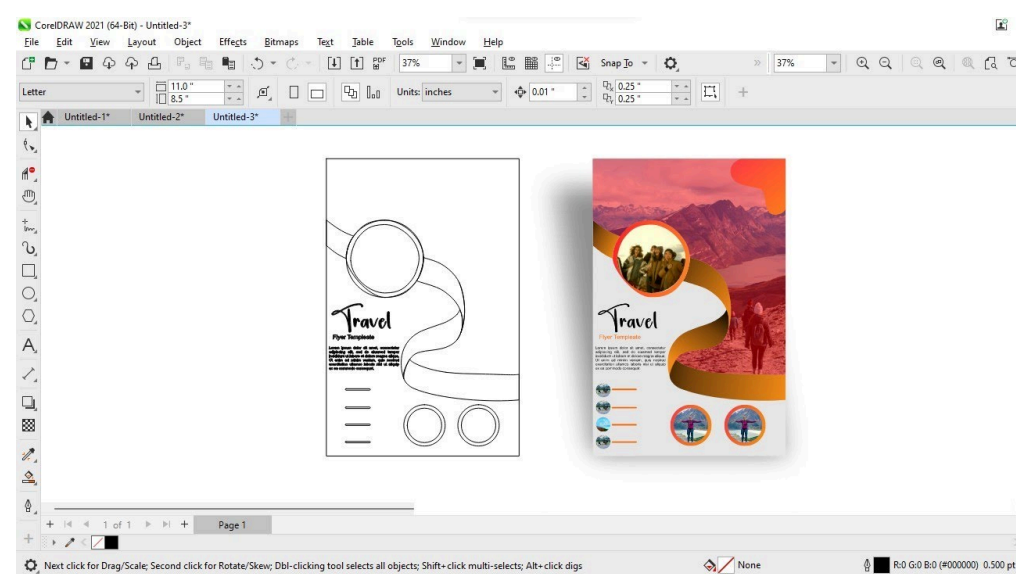 CorelDRAW 2021 (64-Bit) - Untitled-3*
File Edit View Layout Object Effects Bitmaps Text Table Tools Window Help
PDF 37% Snap To 37%
Letter 11.0 " 8.5 " Units: inches 0.01 " 0.25 " 0.25 "
Untitled-1* Untitled-2* Untitled-3*
Travel
Flyer Templeate
Travel
Flyer Templeate
1 of 1 Page 1
Next click for Drag/Scale; Second click for Rotate/Skew; Dbl-clicking tool selects all objects; Shift+click multi-selects; Alt+click digs None R:0 G:0 B:0 (#000000) 0.500 pt